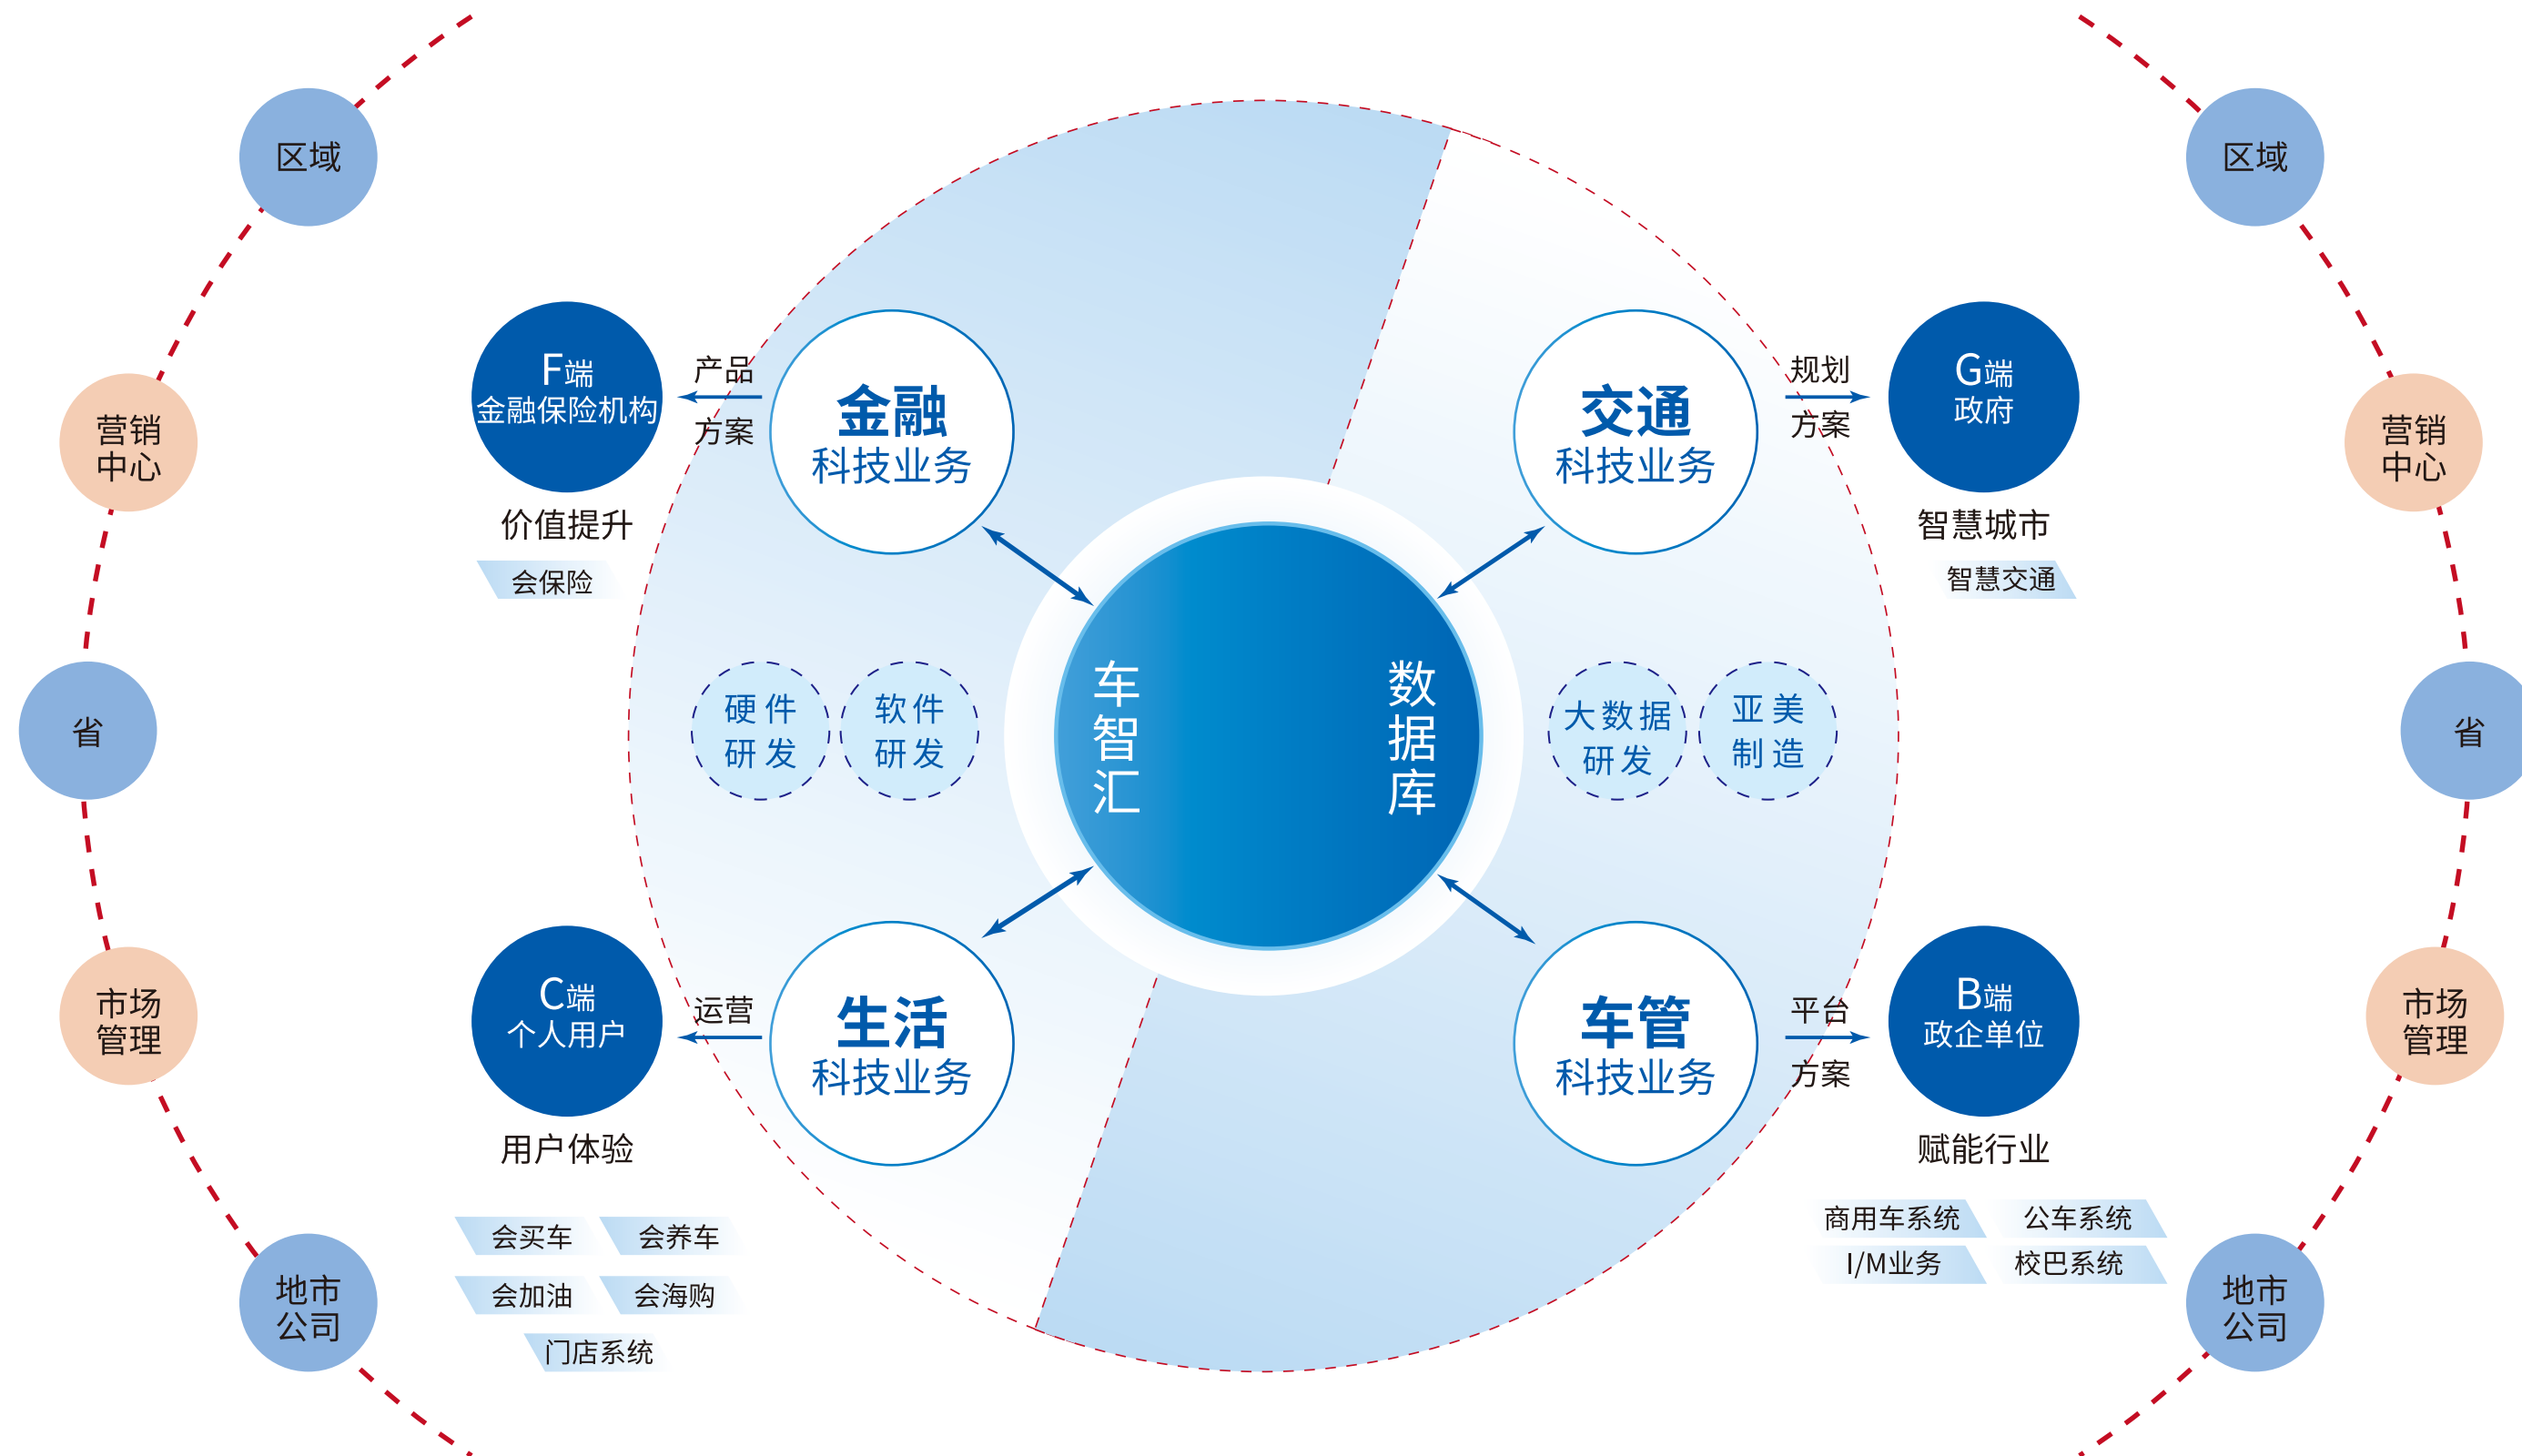 区域
营销
中心
省
市场
管理
地市
公司
F端
金融保险机构
价值提升
会保险
产品
方案
金融
科技业务
硬件
研发
软件
研发
C端
个人用户
用户体验
会买车
会养车
会加油
会海购
门店系统
运营
生活
科技业务
车智汇
数据库
交通
科技业务
规划
方案
G端
政府
智慧城市
智慧交通
大数据
研发
亚美
制造
车管
科技业务
平台
方案
B端
政企单位
赋能行业
商用车系统
公车系统
I/M业务
校巴系统
区域
营销
中心
省
市场
管理
地市
公司